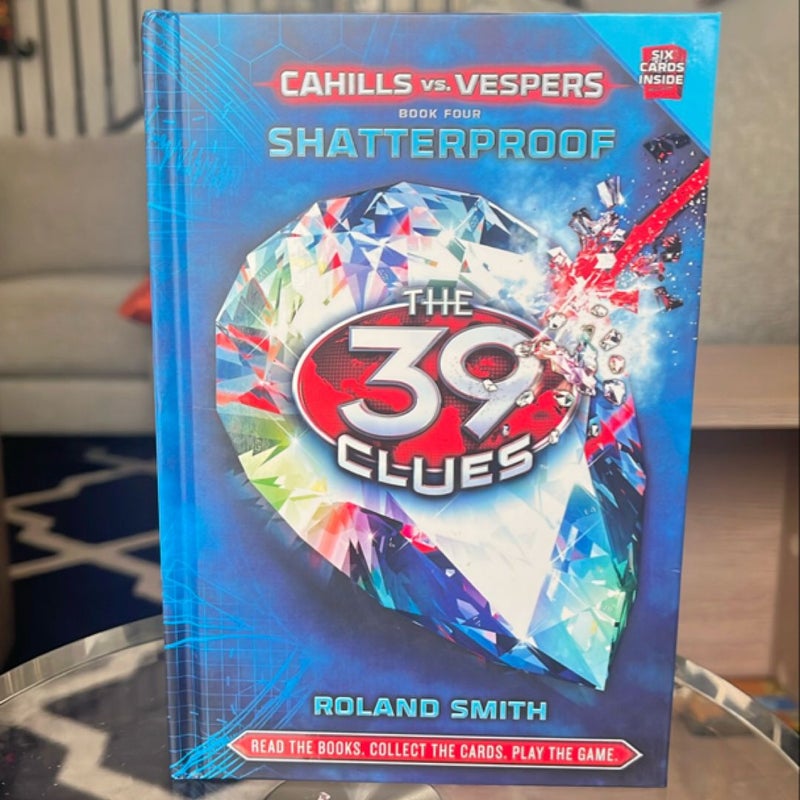 SIX
CARDS
INSIDE
CAHILLS vs. VESPERS
BOOK FOUR
SHATTERPROOF
THE
39
CLUES
ROLAND SMITH
READ THE BOOKS. COLLECT THE CARDS. PLAY THE GAME.